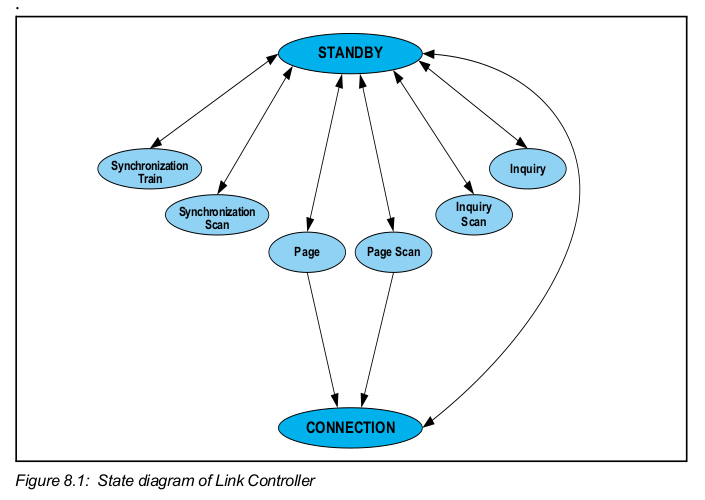 .
STANDBY
Synchronization
Train
Inquiry
Synchronization
Scan
Inquiry
Scan
Page
Page Scan
CONNECTION
Figure 8.1: State diagram of Link Controller